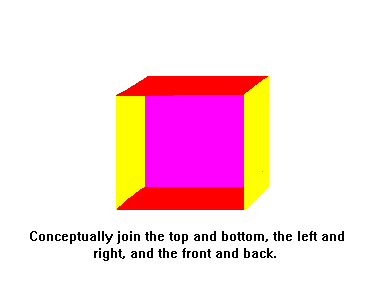 Conceptually join the top and bottom, the left and
right, and the front and back.